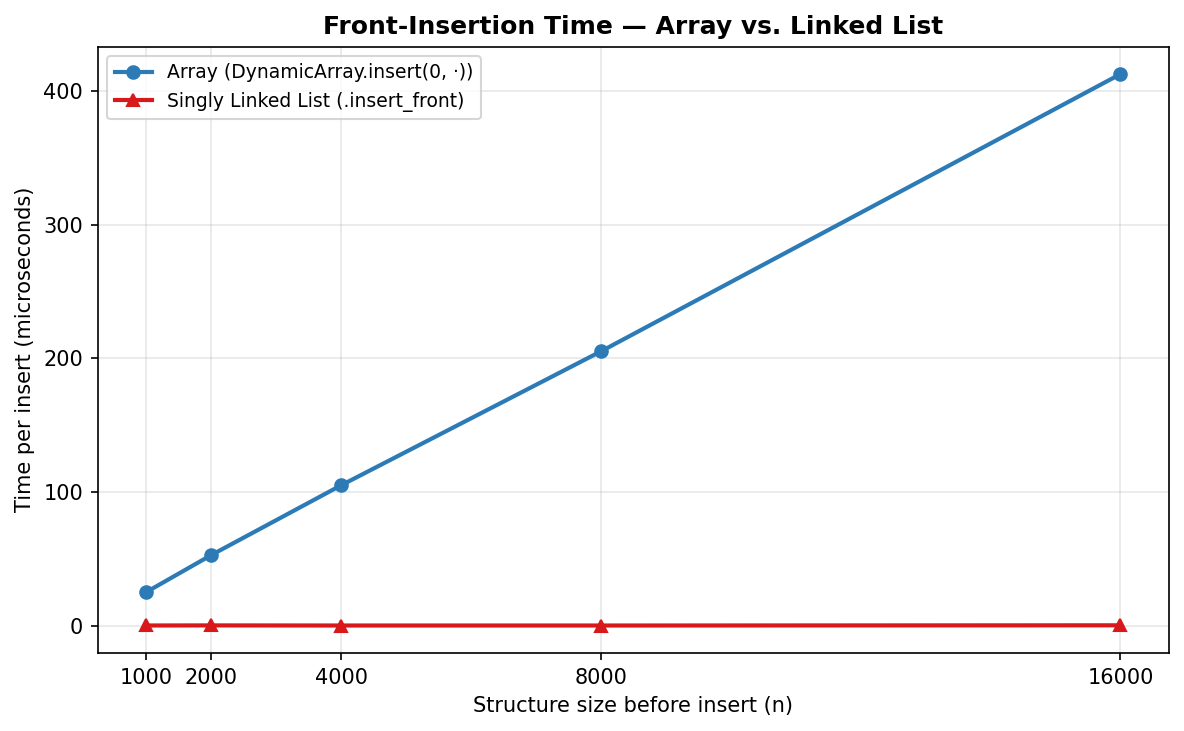 Front-Insertion Time — Array vs. Linked List
Array (DynamicArray.insert(0, ·))
Singly Linked List (.insert_front)
Time per insert (microseconds)
400
300
200
100
0
1000 2000 4000 8000 16000
Structure size before insert (n)